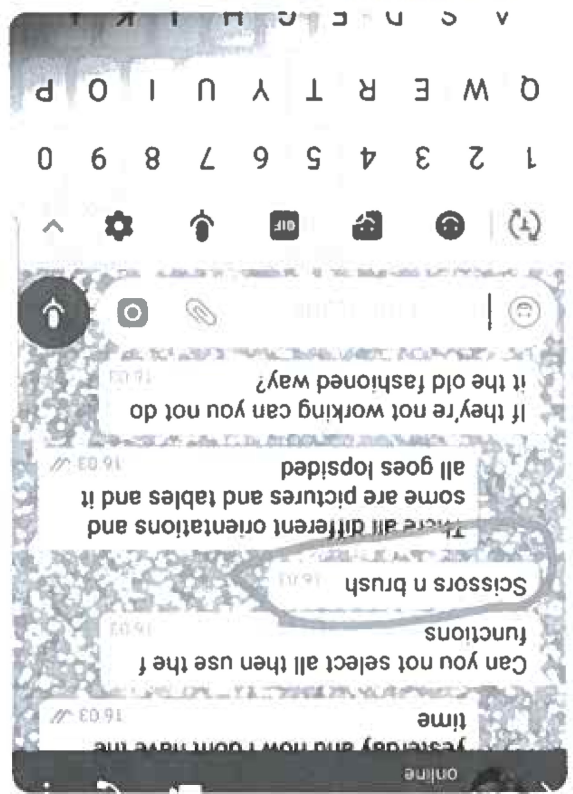 online
yesterday and now I dont have the
time
16:03
Can you not select all then use the f
functions
16:03
Scissors n brush
16:03
There all different orientations and
some are pictures and tables and it
all goes lopsided
16:03
If they're not working can you not do
it the old fashioned way?
16:03
GIF
1 2 3 4 5 6 7 8 9 0
Q W E R T Y U I O P
A S D F G H J K L